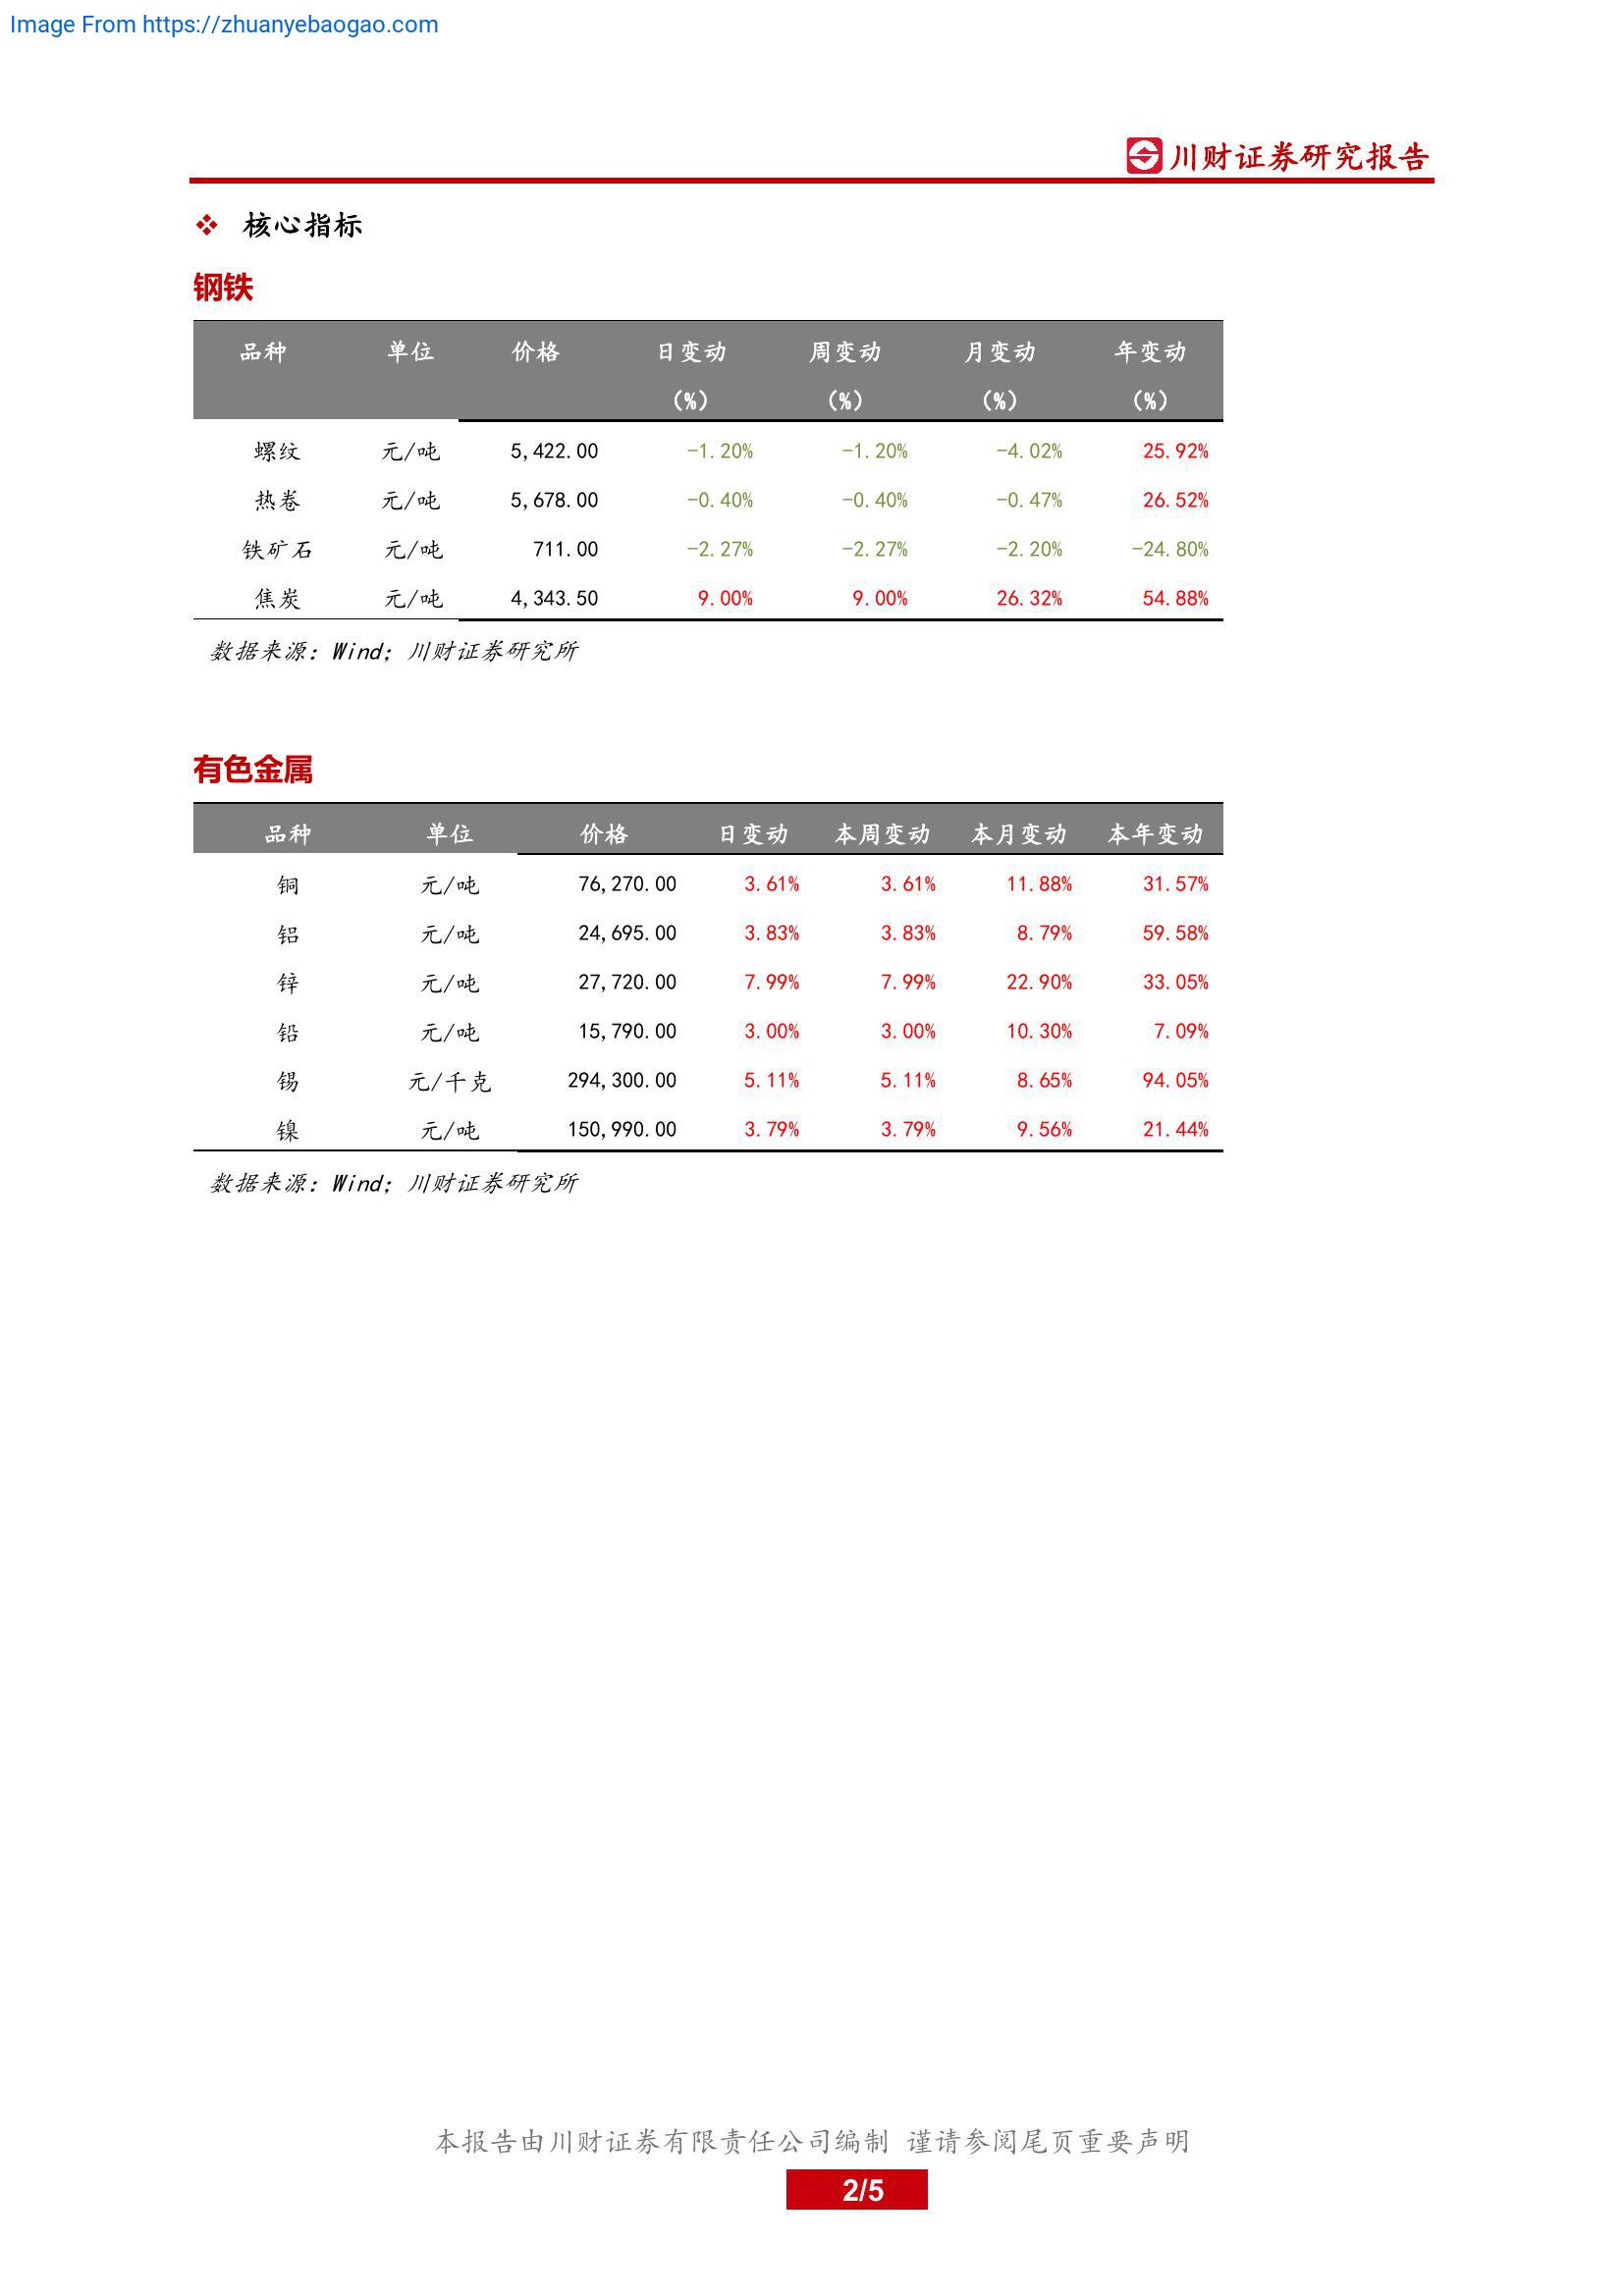 Image From https://zhuanyebaogao.com
川财证券研究报告
❖ 核心指标
钢铁
品种 单位 价格 日变动 周变动 月变动 年变动
(%) (%) (%) (%)
螺纹 元/吨 5,422.00 -1.20% -1.20% -4.02% 25.92%
热卷 元/吨 5,678.00 -0.40% -0.40% -0.47% 26.52%
铁矿石 元/吨 711.00 -2.27% -2.27% -2.20% -24.80%
焦炭 元/吨 4,343.50 9.00% 9.00% 26.32% 54.88%
数据来源：Wind；川财证券研究所
有色金属
品种 单位 价格 日变动 本周变动 本月变动 本年变动
铜 元/吨 76,270.00 3.61% 3.61% 11.88% 31.57%
铝 元/吨 24,695.00 3.83% 3.83% 8.79% 59.58%
锌 元/吨 27,720.00 7.99% 7.99% 22.90% 33.05%
铅 元/吨 15,790.00 3.00% 3.00% 10.30% 7.09%
锡 元/千克 294,300.00 5.11% 5.11% 8.65% 94.05%
镍 元/吨 150,990.00 3.79% 3.79% 9.56% 21.44%
数据来源：Wind；川财证券研究所
本报告由川财证券有限责任公司编制 谨请参阅尾页重要声明
2/5